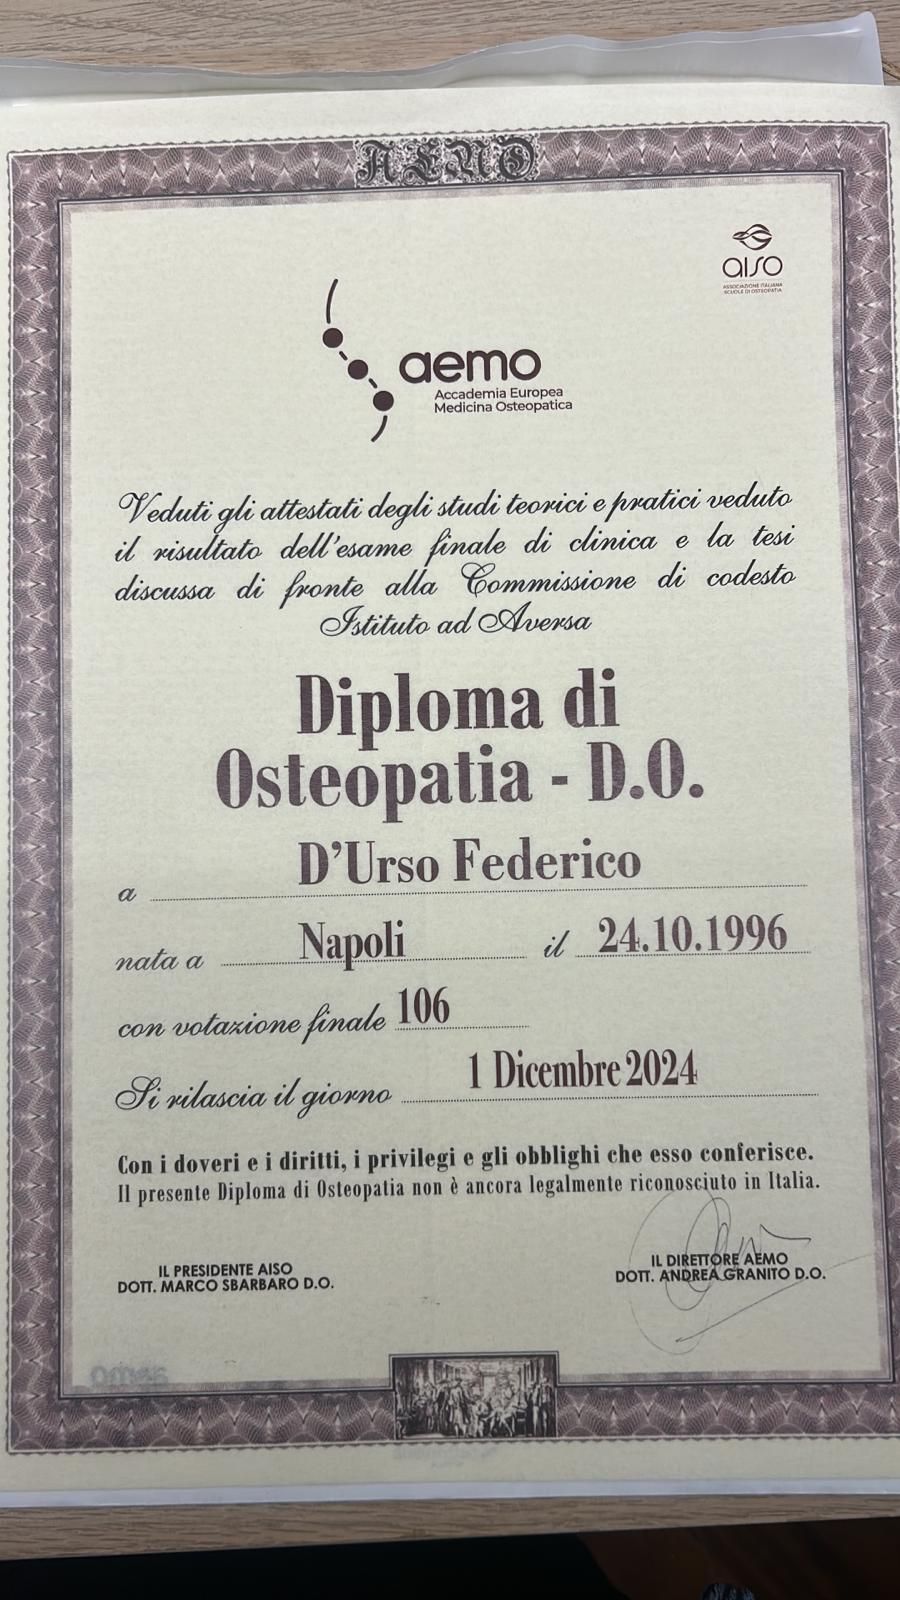 AEMO
aiso
ASSOCIAZIONE ITALIANA
SCUOLE DI OSTEOPATIA
aemo
Accademia Europea
Medicina Osteopatica
Veduti gli attestati degli studi teorici e pratici veduto
il risultato dell'esame finale di clinica e la tesi
discussa di fronte alla Commissione di codesto
Istituto ad Aversa
Diploma di
Osteopatia - D.O.
a D'Urso Federico
nata a Napoli il 24.10.1996
con votazione finale 106
Si rilascia il giorno 1 Dicembre 2024
Con i doveri e i diritti, i privilegi e gli obblighi che esso conferisce.
Il presente Diploma di Osteopatia non è ancora legalmente riconosciuto in Italia.
IL PRESIDENTE AISO
DOTT. MARCO SBARBARO D.O.
IL DIRETTORE AEMO
DOTT. ANDREA GRANITO D.O.
aemo